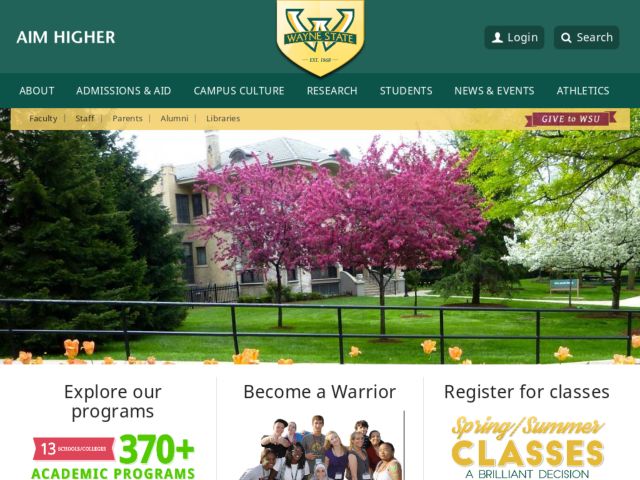 AIM HIGHER
WAYNE STATE
EST. 1868
Login
Search
ABOUT
ADMISSIONS & AID
CAMPUS CULTURE
RESEARCH
STUDENTS
NEWS & EVENTS
ATHLETICS
Faculty
Staff
Parents
Alumni
Libraries
GIVE to WSU
Explore our
programs
13 SCHOOLS/COLLEGES
370+
ACADEMIC PROGRAMS
Become a Warrior
Register for classes
Spring/Summer
CLASSES
A BRILLIANT DECISION